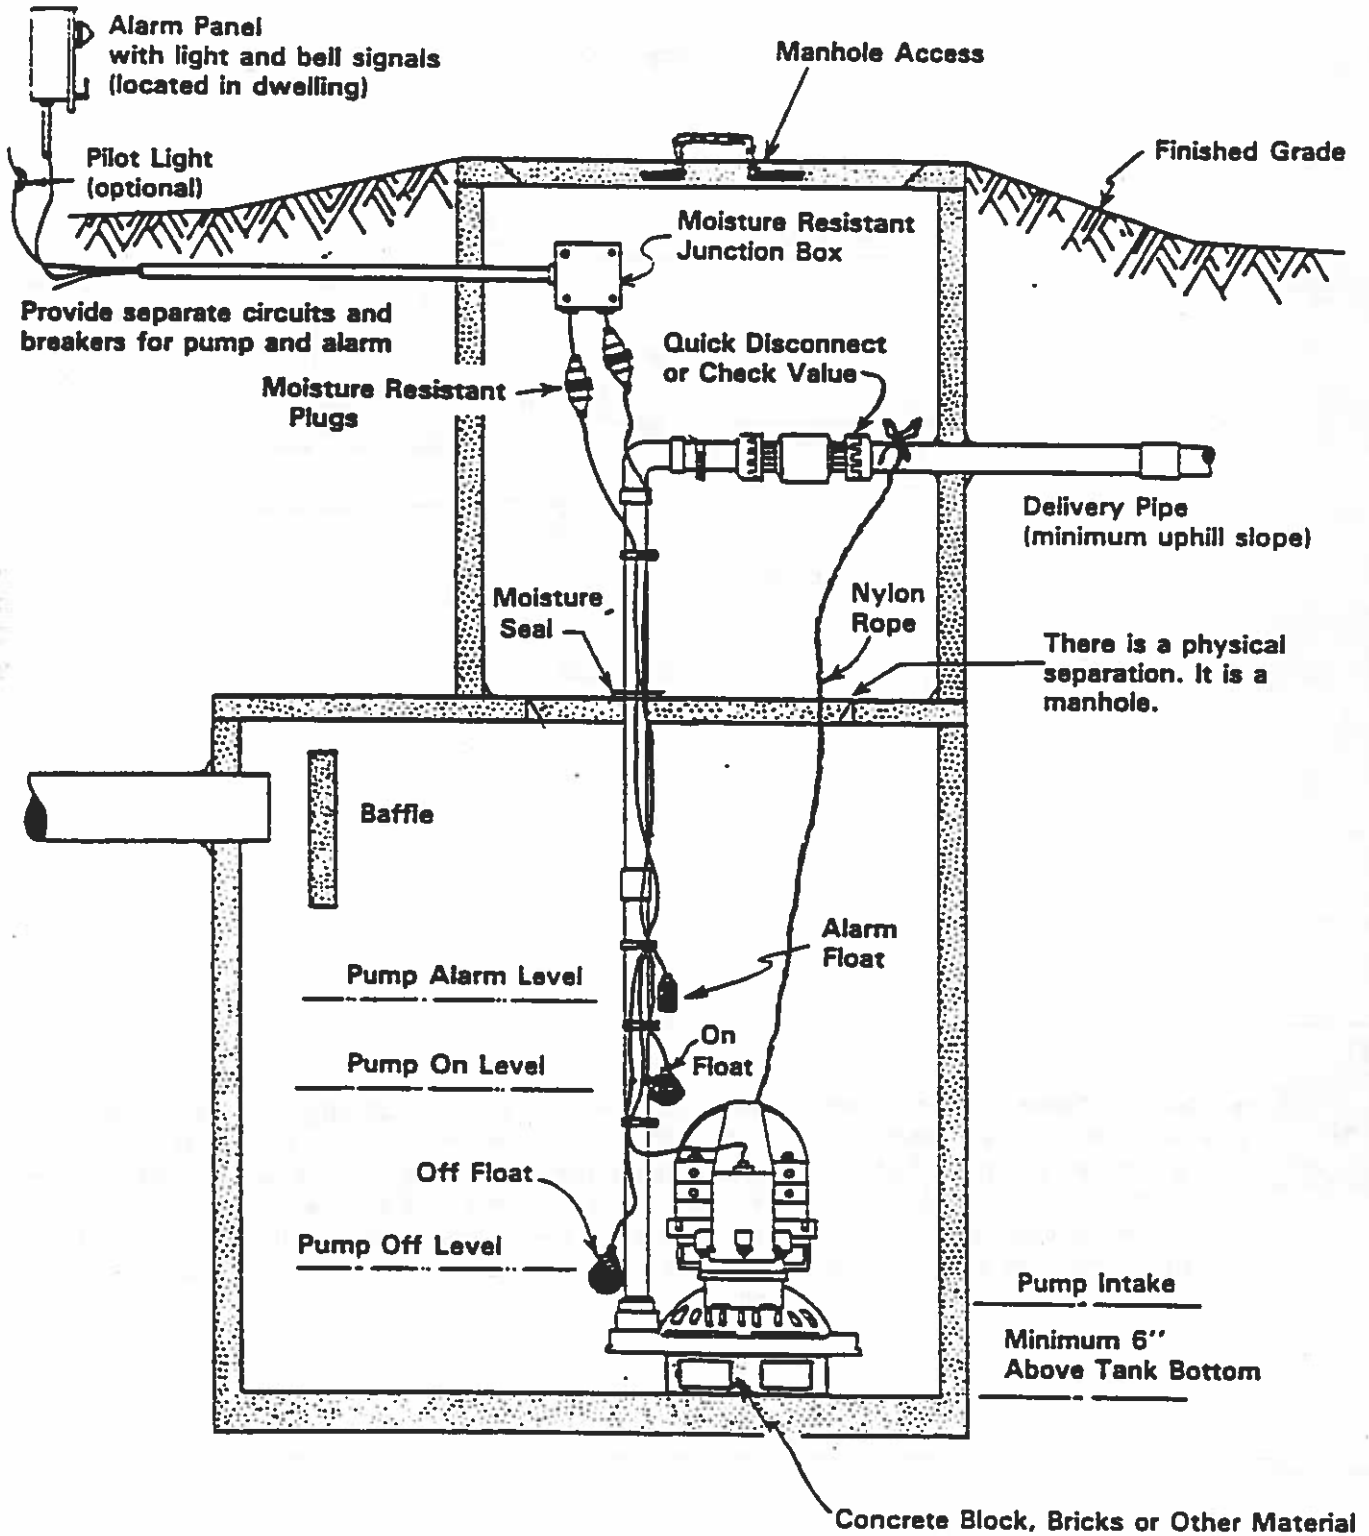 Alarm Panel
with light and bell signals
(located in dwelling)
Manhole Access
Pilot Light
(optional)
Finished Grade
Moisture Resistant
Junction Box
Provide separate circuits and
breakers for pump and alarm
Quick Disconnect
or Check Value
Moisture Resistant
Plugs
Delivery Pipe
(minimum uphill slope)
Moisture
Seal
Nylon
Rope
There is a physical
separation. It is a
manhole.
Baffle
Alarm
Float
Pump Alarm Level
On
Float
Pump On Level
Off Float
Pump Off Level
Pump Intake
Minimum 6''
Above Tank Bottom
Concrete Block, Bricks or Other Material